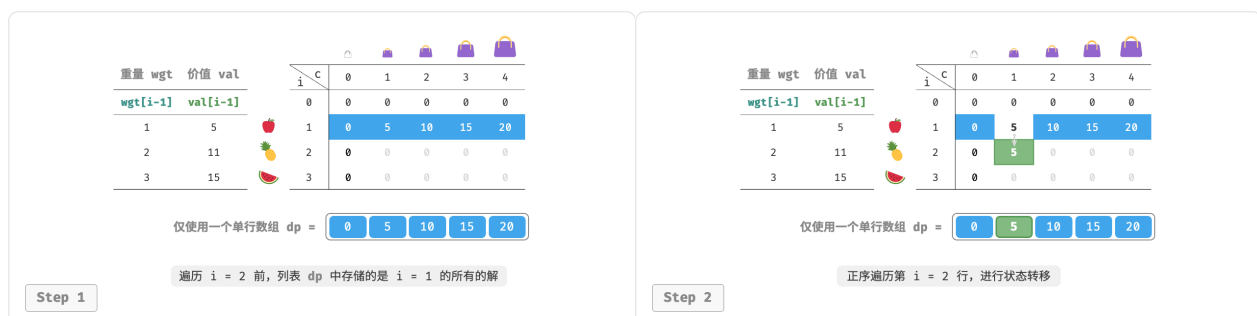 重量 wgt 价值 val i c 0 1 2 3 4
wgt[i-1] val[i-1] 0 0 0 0 0 0
1 5 1 0 5 10 15 20
2 11 2 0 0 0 0 0
3 15 3 0 0 0 0 0
仅使用一个单行数组 dp = 0 5 10 15 20
遍历 i = 2 前，列表 dp 中存储的是 i = 1 的所有的解
Step 1
重量 wgt 价值 val i c 0 1 2 3 4
wgt[i-1] val[i-1] 0 0 0 0 0 0
1 5 1 0 5 10 15 20
2 11 2 0 5 0 0 0
3 15 3 0 0 0 0 0
仅使用一个单行数组 dp = 0 5 10 15 20
正序遍历第 i = 2 行，进行状态转移
Step 2